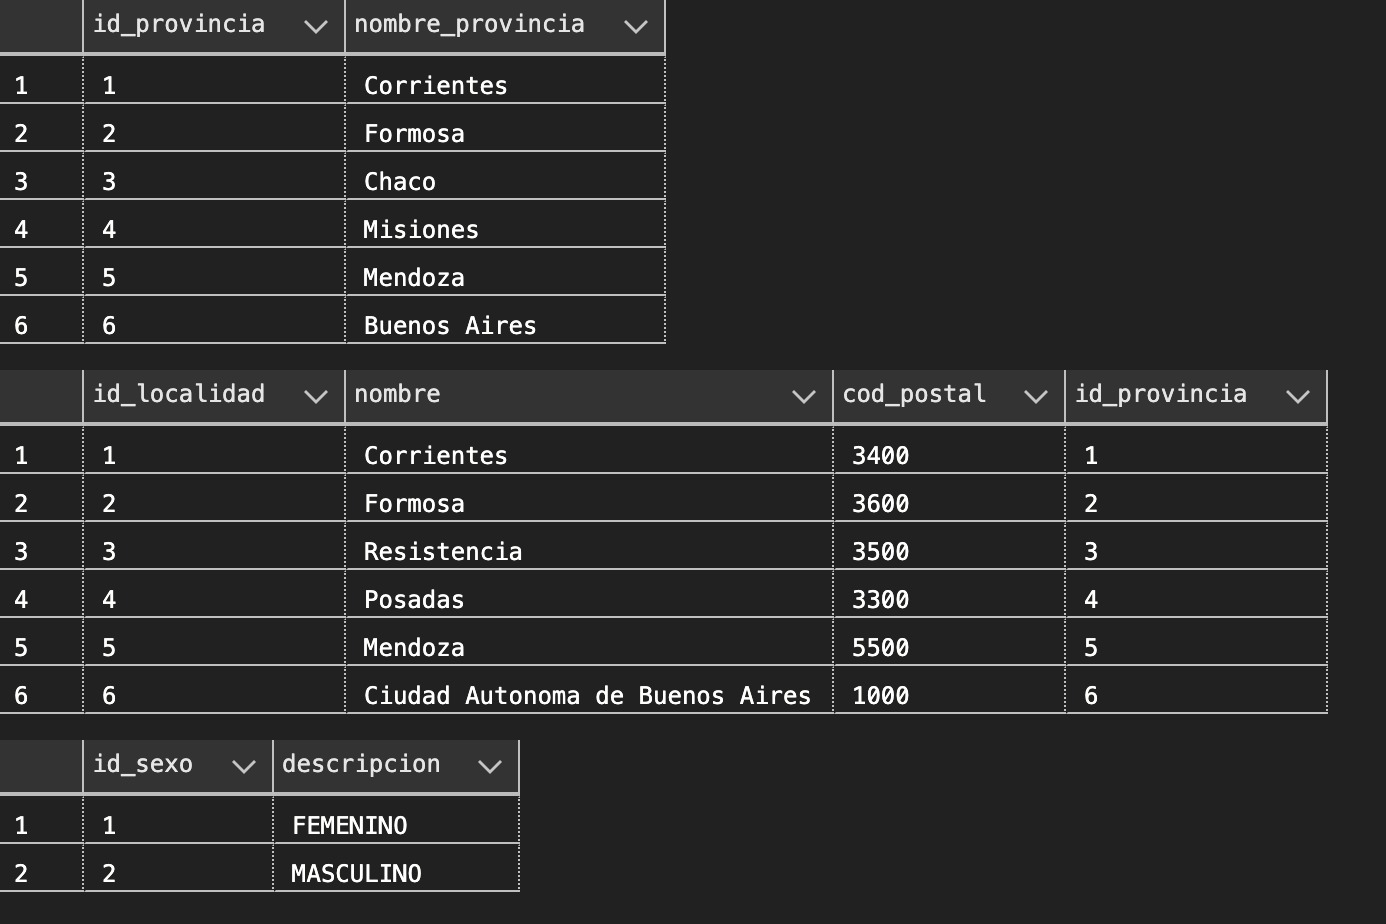 id_provincia nombre_provincia
1 1 Corrientes
2 2 Formosa
3 3 Chaco
4 4 Misiones
5 5 Mendoza
6 6 Buenos Aires
id_localidad nombre cod_postal id_provincia
1 1 Corrientes 3400 1
2 2 Formosa 3600 2
3 3 Resistencia 3500 3
4 4 Posadas 3300 4
5 5 Mendoza 5500 5
6 6 Ciudad Autonoma de Buenos Aires 1000 6
id_sexo descripcion
1 1 FEMENINO
2 2 MASCULINO